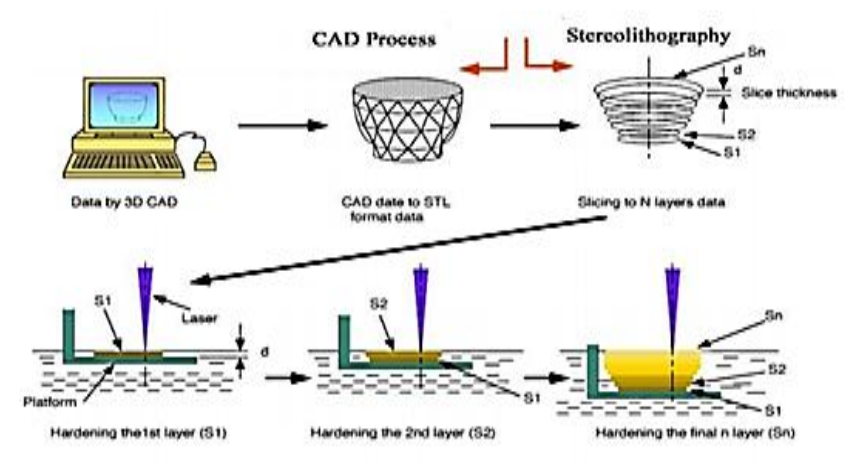 CAD Process
Stereolithography
Sn
d
Slice thickness
S2
S1
Data by 3D CAD
CAD date to STL
format data
Slicing to N layers data
S1
Laser
d
Platform
Hardening the1st layer (S1)
S2
S1
Hardening the 2nd layer (S2)
Sn
S2
S1
Hardening the final n layer (Sn)